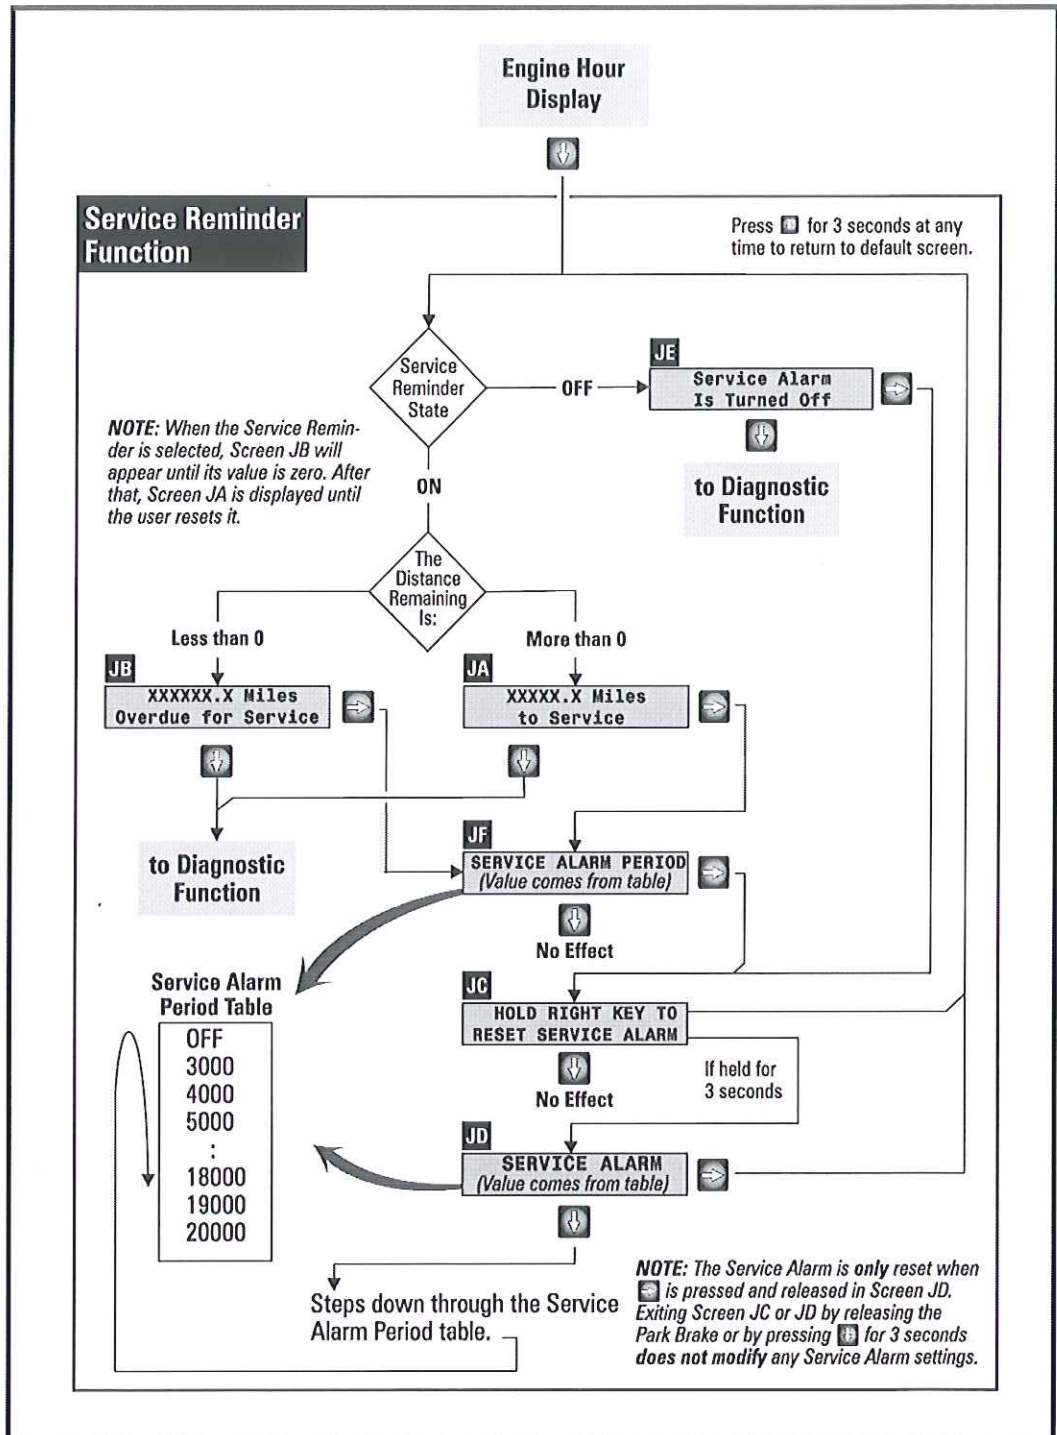 Engine Hour
Display
Service Reminder
Function
Press for 3 seconds at any
time to return to default screen.
Service
Reminder
State
OFF
JE
Service Alarm
Is Turned Off
NOTE: When the Service Remin-
der is selected, Screen JB will
appear until its value is zero. After
that, Screen JA is displayed until
the user resets it.
ON
to Diagnostic
Function
The
Distance
Remaining
Is:
Less than 0
More than 0
JB
XXXXXX.X Miles
Overdue for Service
JA
XXXXX.X Miles
to Service
to Diagnostic
Function
JF
SERVICE ALARM PERIOD
(Value comes from table)
No Effect
Service Alarm
Period Table
OFF
3000
4000
5000
:
18000
19000
20000
JC
HOLD RIGHT KEY TO
RESET SERVICE ALARM
If held for
3 seconds
No Effect
JD
SERVICE ALARM
(Value comes from table)
Steps down through the Service
Alarm Period table.
NOTE: The Service Alarm is only reset when
is pressed and released in Screen JD.
Exiting Screen JC or JD by releasing the
Park Brake or by pressing for 3 seconds
does not modify any Service Alarm settings.